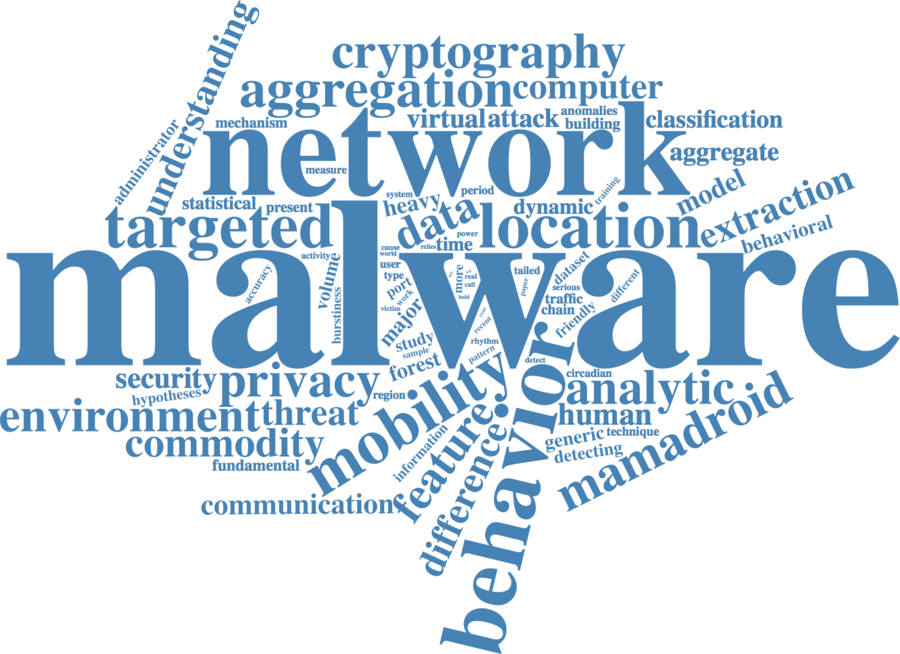 understanding
cryptography
aggregation
computer
mechanism
virtual
attack
anomalies
building
classification
administrator
network
measure
aggregate
statistical
present
system
period
heavy
training
model
extraction
targeted
data
dynamic
location
behavioral
power
relies
time
cause
world
user
type
activity
accuracy
volume
burstiness
malware
port
work
victim
major
more
real
call
hold
tailed
paper
dataset
serious
traffic
chain
different
friendly
year
recent
study
sample
rhythm
pattern
forest
detect
circadian
security
hypotheses
privacy
region
mobility
analytic
environment
threat
human
mamadroid
commodity
information
feature
difference
behavior
generic
technique
detecting
fundamental
communication